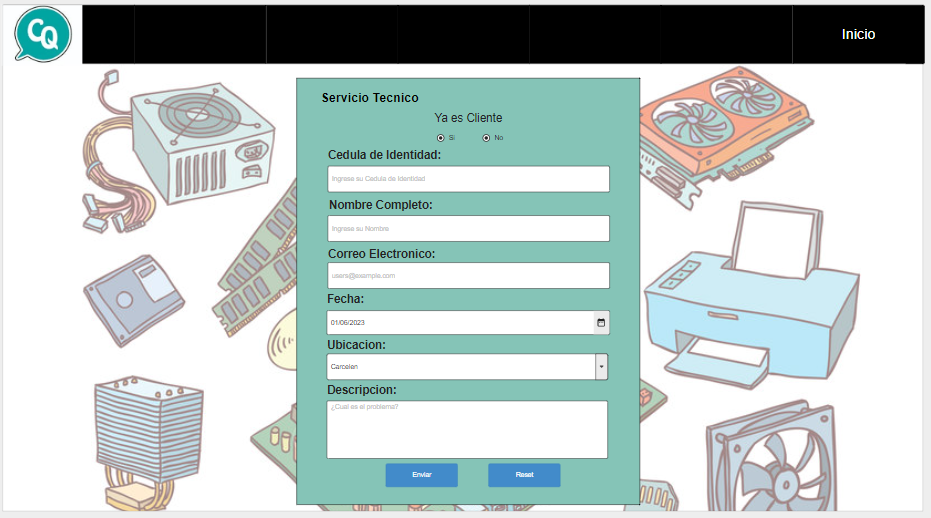 CQ
Inicio
Servicio Tecnico
Ya es Cliente
Si No
Cedula de Identidad:
Ingrese su Cedula de Identidad
Nombre Completo:
Ingrese su Nombre
Correo Electronico:
users@example.com
Fecha:
01/06/2023
Ubicacion:
Carcelen
Descripcion:
¿Cual es el problema?
Enviar Reset